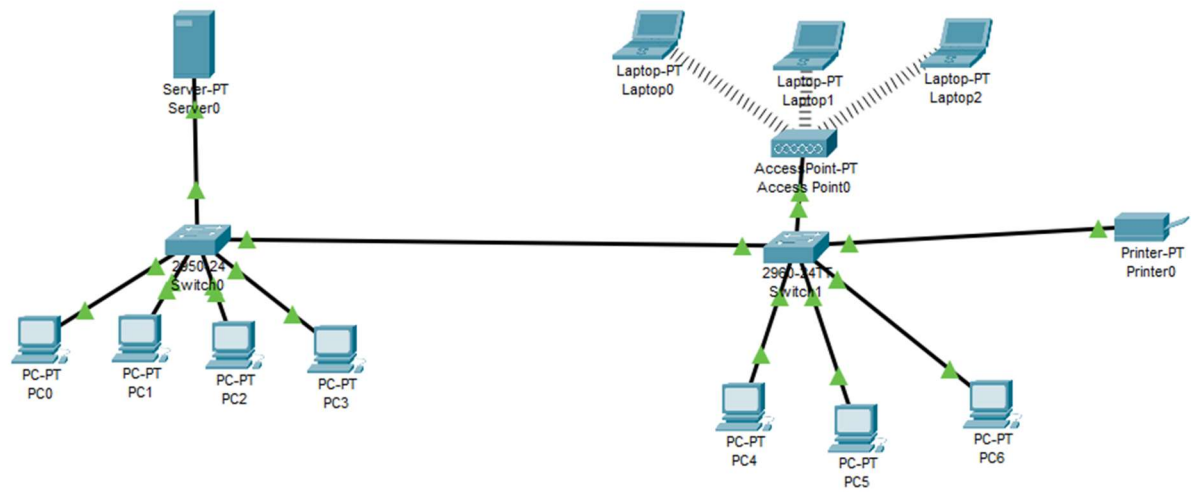 Server-PT
Server0
Laptop-PT
Laptop0
Laptop-PT
Laptop1
Laptop-PT
Laptop2
AccessPoint-PT
Access Point0
2950-24
Switch0
2960-24TT
Switch1
Printer-PT
Printer0
PC-PT
PC0
PC-PT
PC1
PC-PT
PC2
PC-PT
PC3
PC-PT
PC4
PC-PT
PC5
PC-PT
PC6